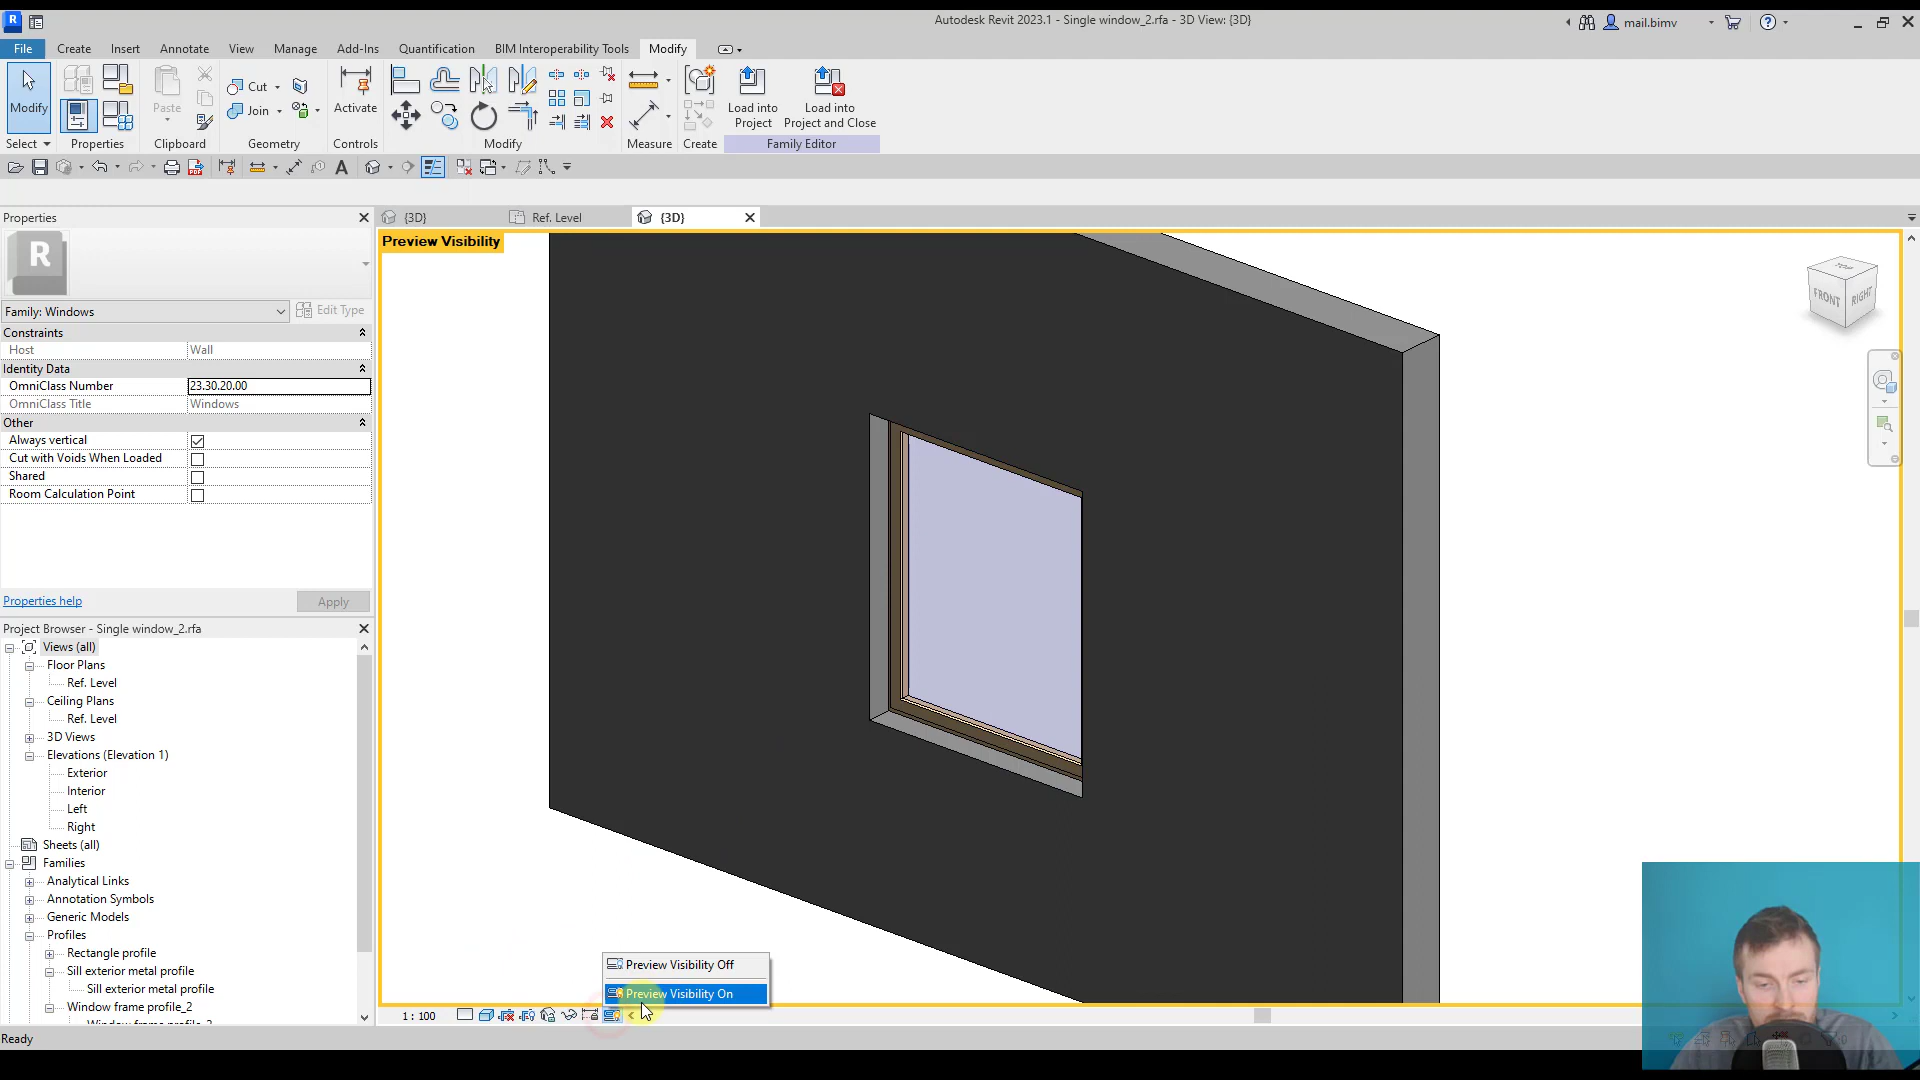 Autodesk Revit 2023.1 - Single window_2.rfa - 3D View: {3D}
mail.bimv
File Create Insert Annotate View Manage Add-Ins Quantification BIM Interoperability Tools Modify
Modify
Paste
Cut
Join
Activate
Load into Project
Load into Project and Close
Select Properties Clipboard Geometry Controls Modify Measure Create Family Editor
Properties
{3D}
Ref. Level
{3D}
Preview Visibility
R
Family: Windows
Edit Type
Constraints
Host Wall
Identity Data
OmniClass Number 23.30.20.00
OmniClass Title Windows
Other
Always vertical
Cut with Voids When Loaded
Shared
Room Calculation Point
Properties help
Apply
TOP
FRONT
RIGHT
Project Browser - Single window_2.rfa
Views (all)
Floor Plans
Ref. Level
Ceiling Plans
Ref. Level
3D Views
Elevations (Elevation 1)
Exterior
Interior
Left
Right
Sheets (all)
Families
Analytical Links
Annotation Symbols
Generic Models
Profiles
Rectangle profile
Sill exterior metal profile
Sill exterior metal profile
Window frame profile_2
Preview Visibility Off
Preview Visibility On
1 : 100
Ready